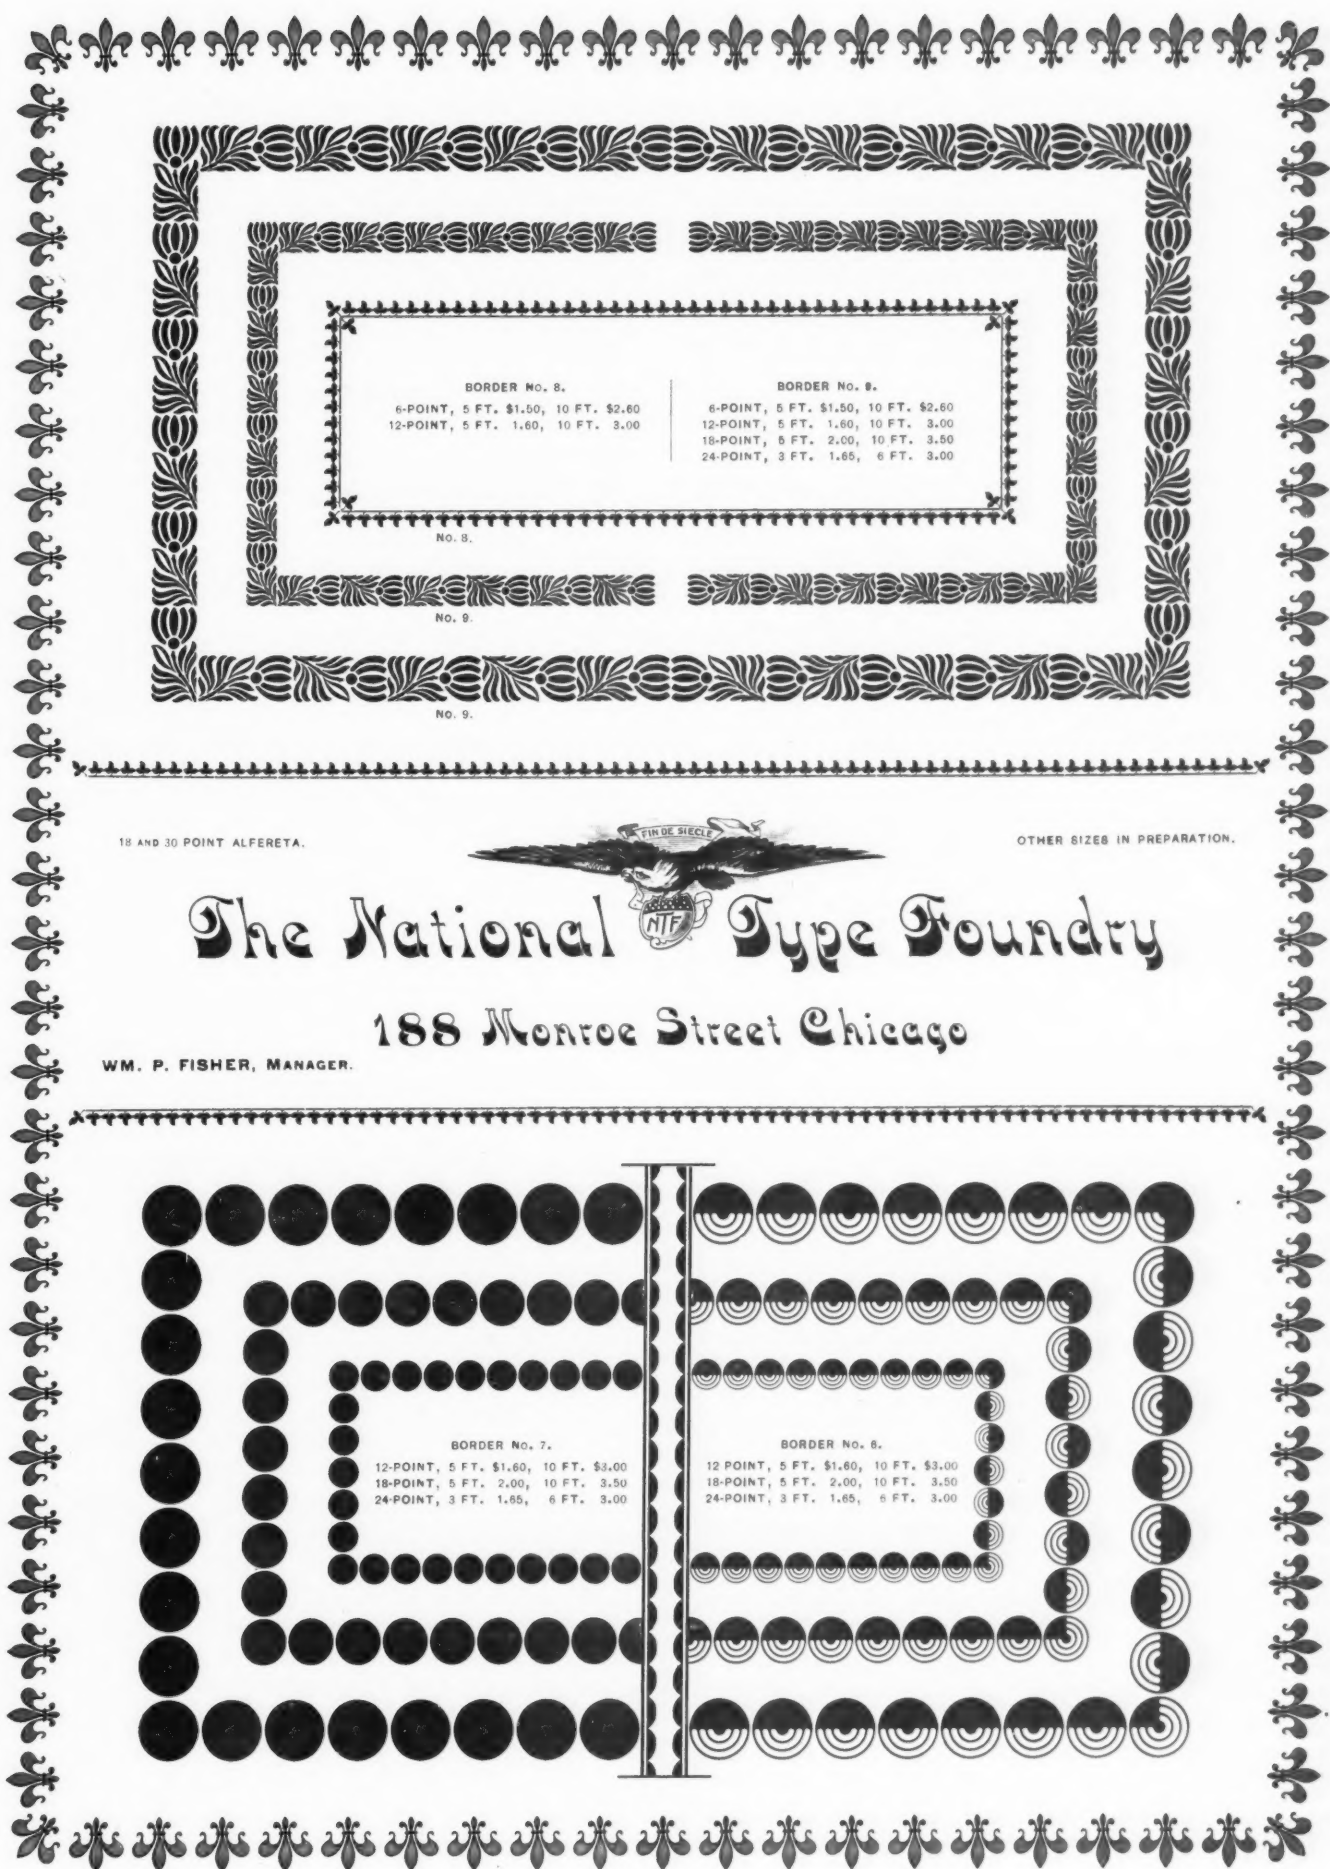 BORDER No. 8.
6-POINT, 5 FT. $1.50, 10 FT. $2.60
12-POINT, 5 FT. 1.60, 10 FT. 3.00
BORDER No. 9.
6-POINT, 5 FT. $1.50, 10 FT. $2.60
12-POINT, 5 FT. 1.60, 10 FT. 3.00
18-POINT, 5 FT. 2.00, 10 FT. 3.50
24-POINT, 3 FT. 1.65, 6 FT. 3.00
No. 8.
No. 9.
No. 9.
18 AND 30 POINT ALFERETA.
FIN DE SIECLE
OTHER SIZES IN PREPARATION.
The National NTF Type Foundry
188 Monroe Street Chicago
WM. P. FISHER, MANAGER.
BORDER No. 7.
12-POINT, 5 FT. $1.60, 10 FT. $3.00
18-POINT, 5 FT. 2.00, 10 FT. 3.50
24-POINT, 3 FT. 1.65, 6 FT. 3.00
BORDER No. 6.
12 POINT, 5 FT. $1.60, 10 FT. $3.00
18-POINT, 5 FT. 2.00, 10 FT. 3.50
24-POINT, 3 FT. 1.65, 6 FT. 3.00